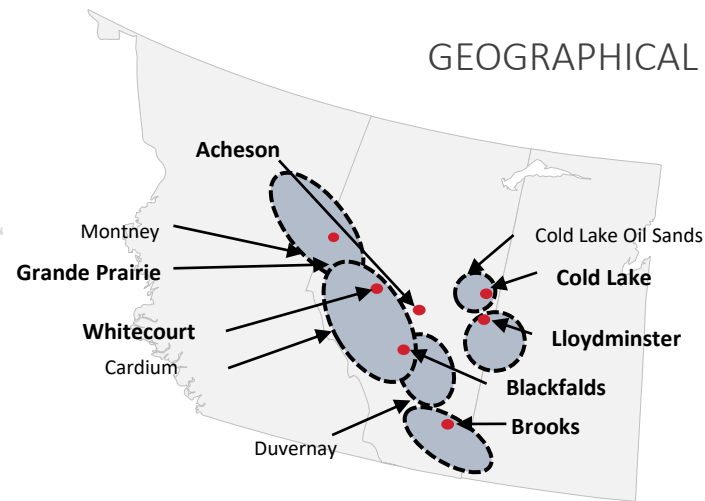 GEOGRAPHICAL
Acheson
Montney
Cold Lake Oil Sands
Grande Prairie
Cold Lake
Whitecourt
Lloydminster
Cardium
Blackfalds
Brooks
Duvernay